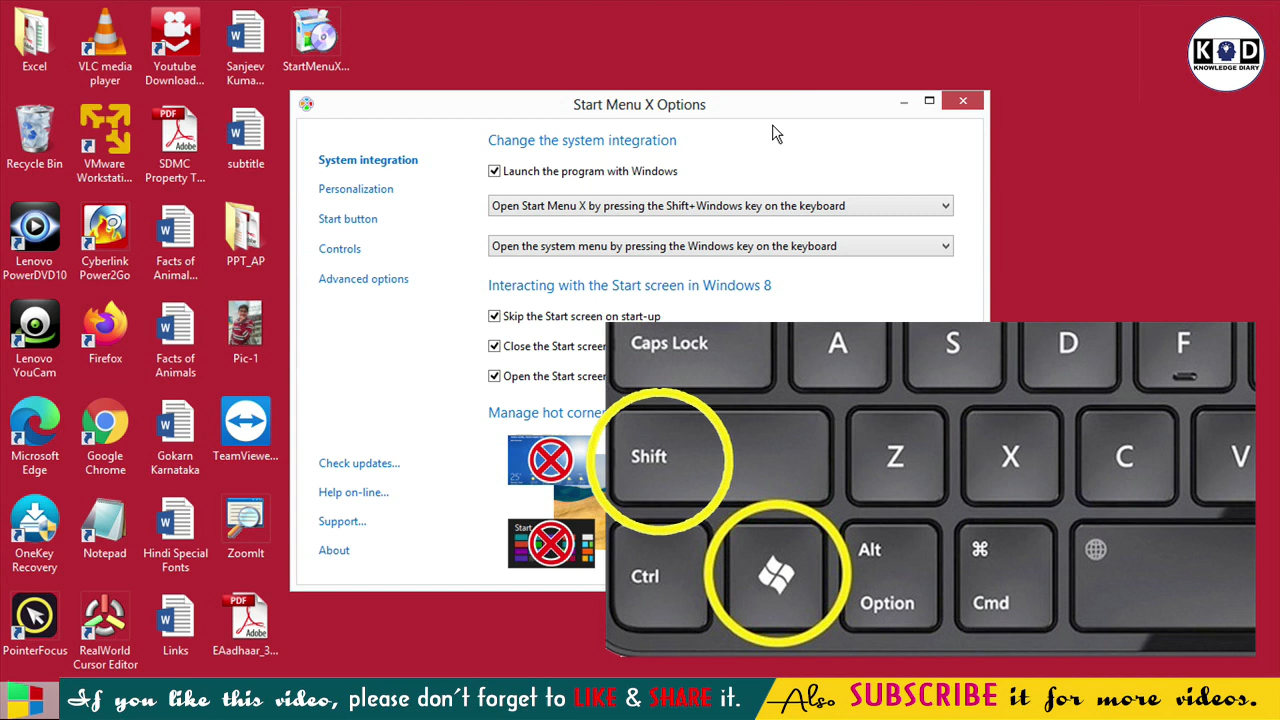 Excel
VLC media
player
Youtube
Download...
Sanjeev
Kuma...
StartMenuX...
K D
KNOWLEDGE DIARY
Recycle Bin
VMware
Workstati...
PDF
Adobe
SDMC
Property T...
subtitle
Lenovo
PowerDVD10
Cyberlink
Power2Go
Facts of
Animal...
PPT_AP
Lenovo
YouCam
Firefox
Facts of
Animals
Pic-1
Microsoft
Edge
Google
Chrome
Gokarn
Karnataka
TeamViewe...
OneKey
Recovery
Notepad
Hindi Special
Fonts
ZoomIt
PointerFocus
RealWorld
Cursor Editor
Links
PDF
Adobe
EAadhaar_3...
Start Menu X Options
System integration
Personalization
Start button
Controls
Advanced options
Check updates...
Help on-line...
Support...
About
Change the system integration
Launch the program with Windows
Open Start Menu X by pressing the Shift+Windows key on the keyboard
Open the system menu by pressing the Windows key on the keyboard
Interacting with the Start screen in Windows 8
Skip the Start screen on start-up
Close the Start screen
Open the Start screen
Manage hot corne
25°
Start
Caps Lock A S D F
Shift Z X C V
Ctrl Alt Option ⌘ Cmd
If you like this video, please don't forget to LIKE & SHARE it.
Also SUBSCRIBE it for more videos.